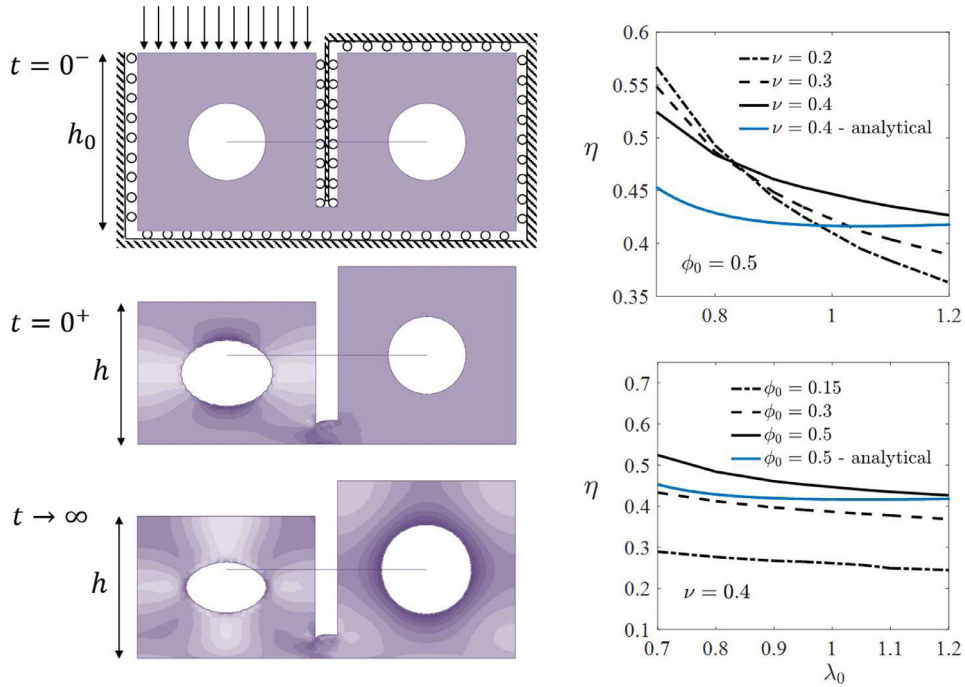 t = 0⁻
h₀
t = 0⁺
h
t → ∞
h
0.6
0.55
0.5
0.45
0.4
0.35
η
ν = 0.2
ν = 0.3
ν = 0.4
ν = 0.4 - analytical
ϕ₀ = 0.5
0.8
1
1.2
0.7
0.6
0.5
0.4
0.3
0.2
0.1
η
ϕ₀ = 0.15
ϕ₀ = 0.3
ϕ₀ = 0.5
ϕ₀ = 0.5 - analytical
ν = 0.4
0.7
0.8
0.9
1
1.1
1.2
λ₀